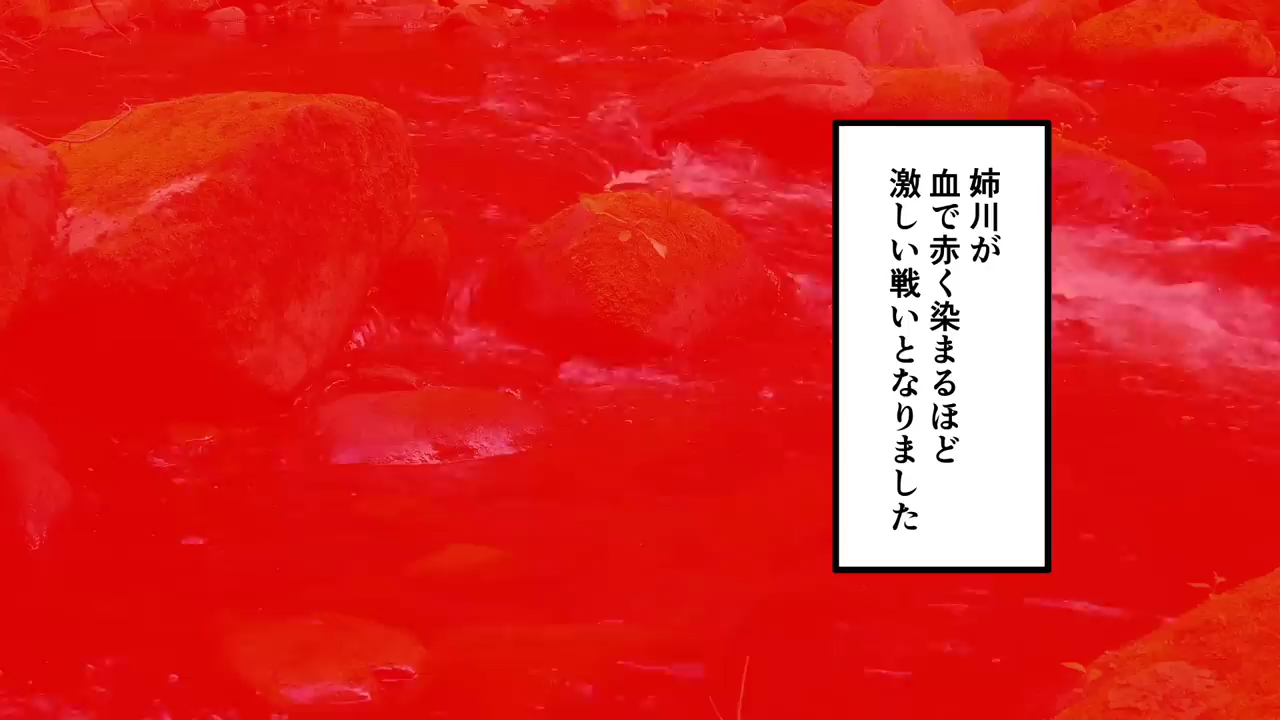 姉川が
血で赤く染まるほど
激しい戦いとなりました